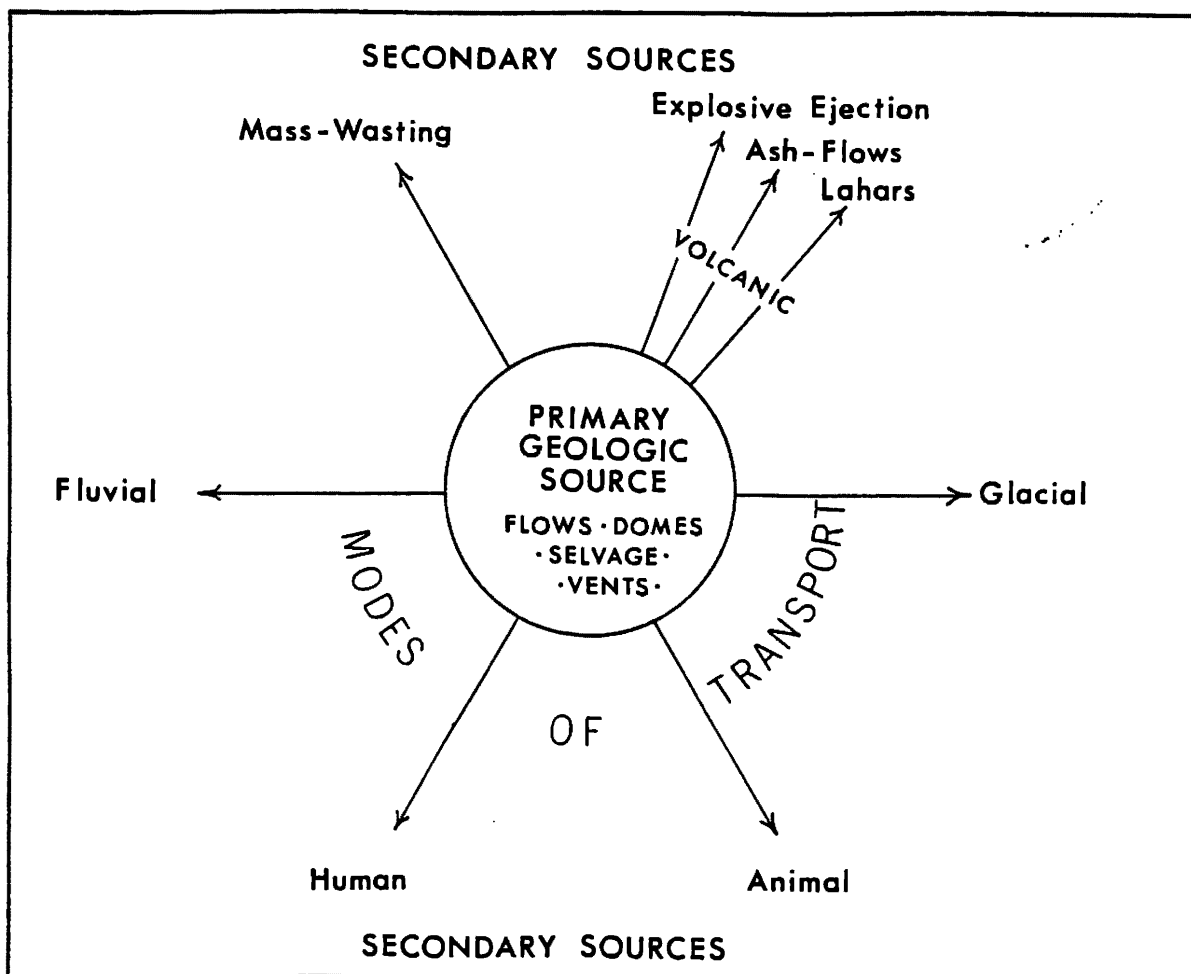 SECONDARY SOURCES
Explosive Ejection
Mass-Wasting
Ash-Flows
Lahars
VOLCANIC
PRIMARY
GEOLOGIC
SOURCE
FLOWS · DOMES
· SELVAGE ·
· VENTS ·
Fluvial
Glacial
MODES
OF
TRANSPORT
Human
Animal
SECONDARY SOURCES